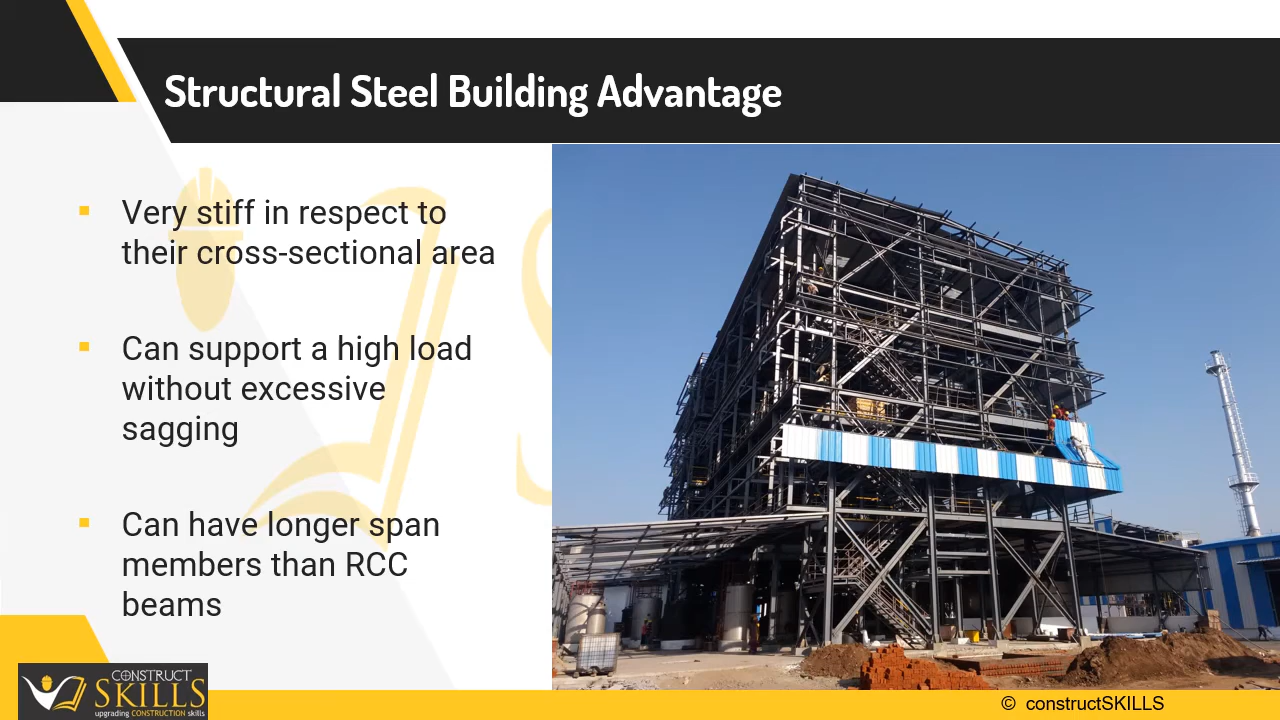 Structural Steel Building Advantage
▪ Very stiff in respect to
their cross-sectional area
▪ Can support a high load
without excessive
sagging
▪ Can have longer span
members than RCC
beams
CONSTRUCT
SKILLS
upgrading CONSTRUCTION skills
© constructSKILLS